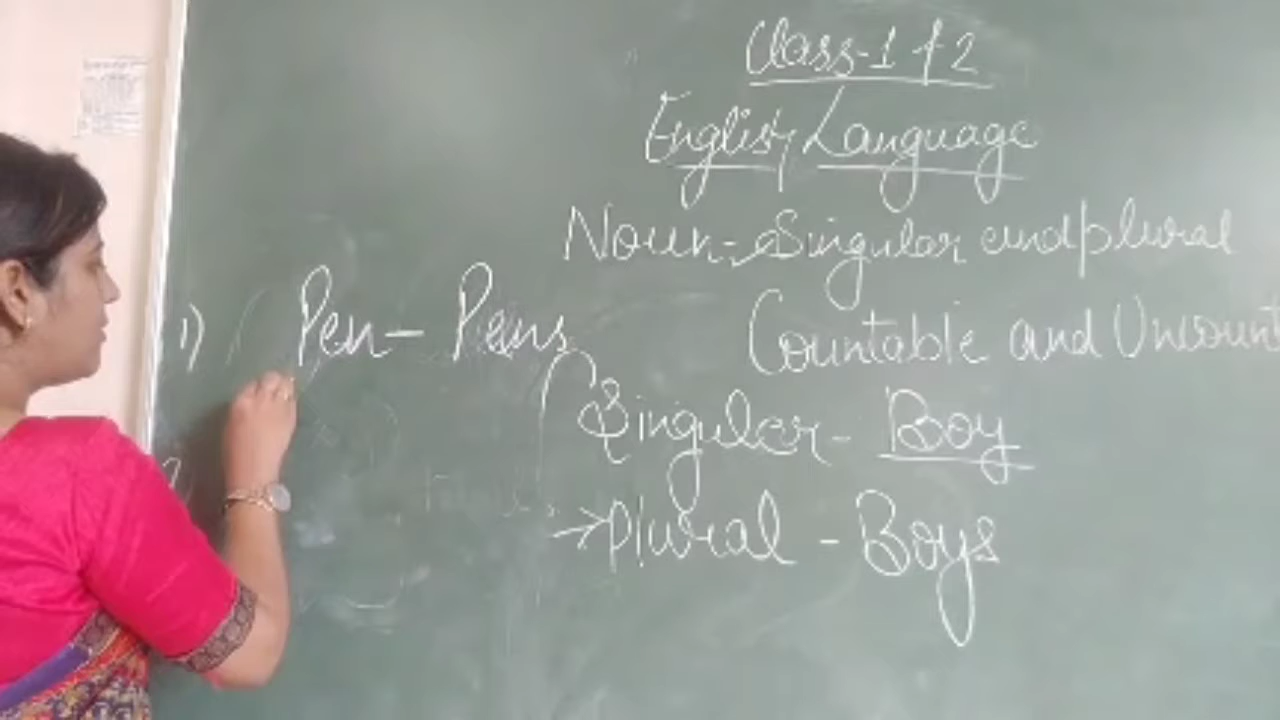 Class-1 & 2
English Language
Noun- Singular and plural
1) Pen - Pens
Countable and Uncount
Singular - Boy
→ Plural - Boys